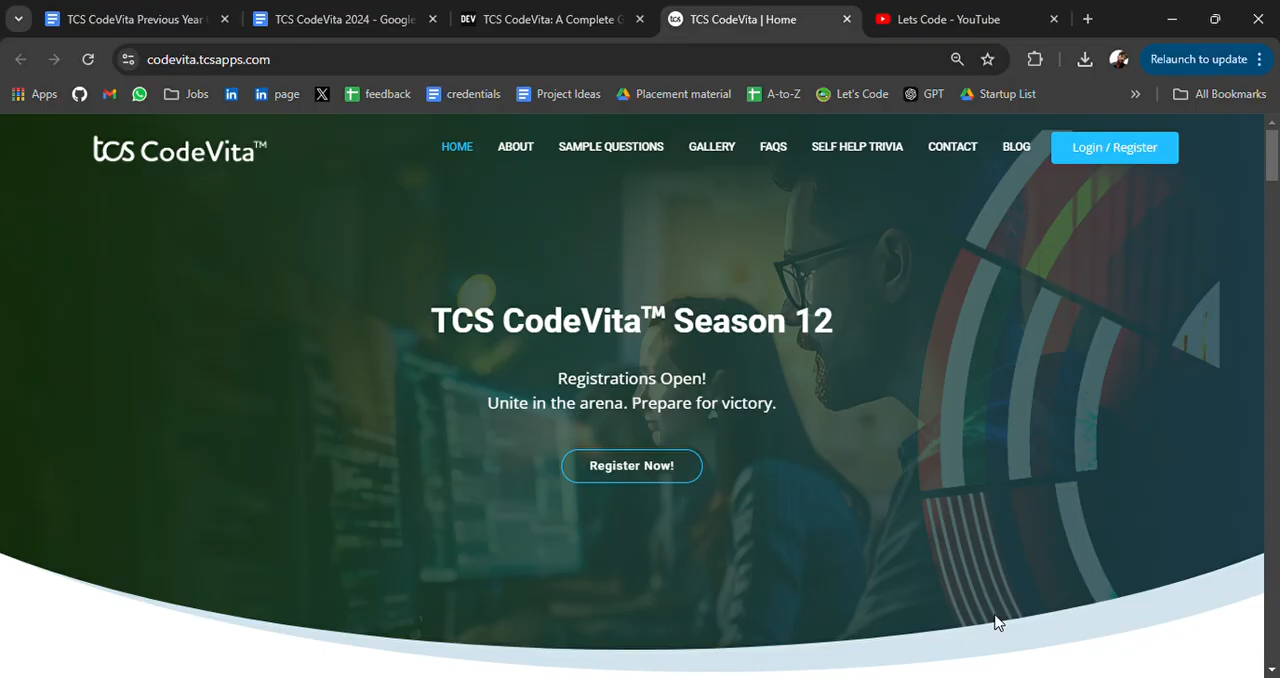 TCS CodeVita Previous Year
TCS CodeVita 2024 - Google
DEV TCS CodeVita: A Complete G
tcs TCS CodeVita | Home
Lets Code - YouTube
codevita.tcsapps.com
Relaunch to update
Apps
Jobs
in
in page
X
feedback
credentials
Project Ideas
Placement material
A-to-Z
Let's Code
GPT
Startup List
All Bookmarks
tcs CodeVita™
HOME
ABOUT
SAMPLE QUESTIONS
GALLERY
FAQS
SELF HELP TRIVIA
CONTACT
BLOG
Login / Register
TCS CodeVita™ Season 12
Registrations Open!
Unite in the arena. Prepare for victory.
Register Now!